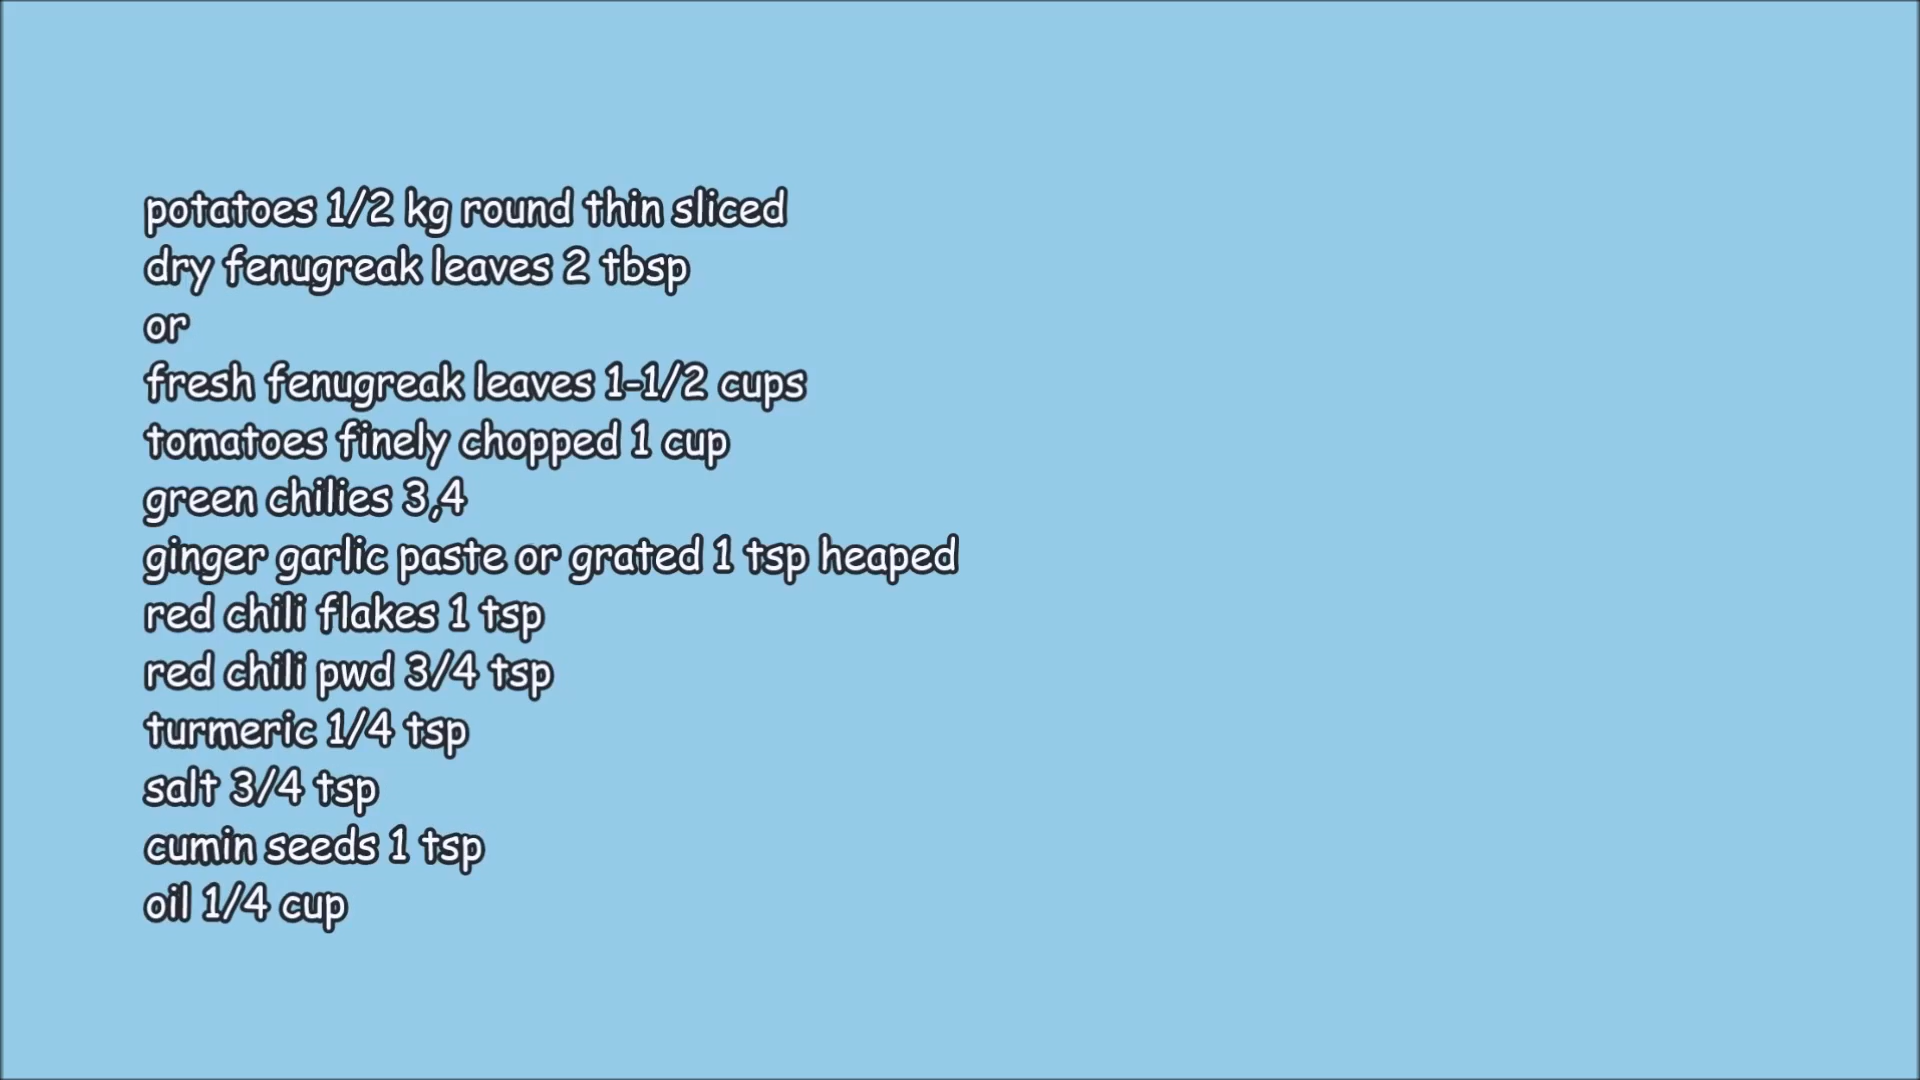 potatoes 1/2 kg round thin sliced
dry fenugreak leaves 2 tbsp
or
fresh fenugreak leaves 1-1/2 cups
tomatoes finely chopped 1 cup
green chilies 3,4
ginger garlic paste or grated 1 tsp heaped
red chili flakes 1 tsp
red chili pwd 3/4 tsp
turmeric 1/4 tsp
salt 3/4 tsp
cumin seeds 1 tsp
oil 1/4 cup